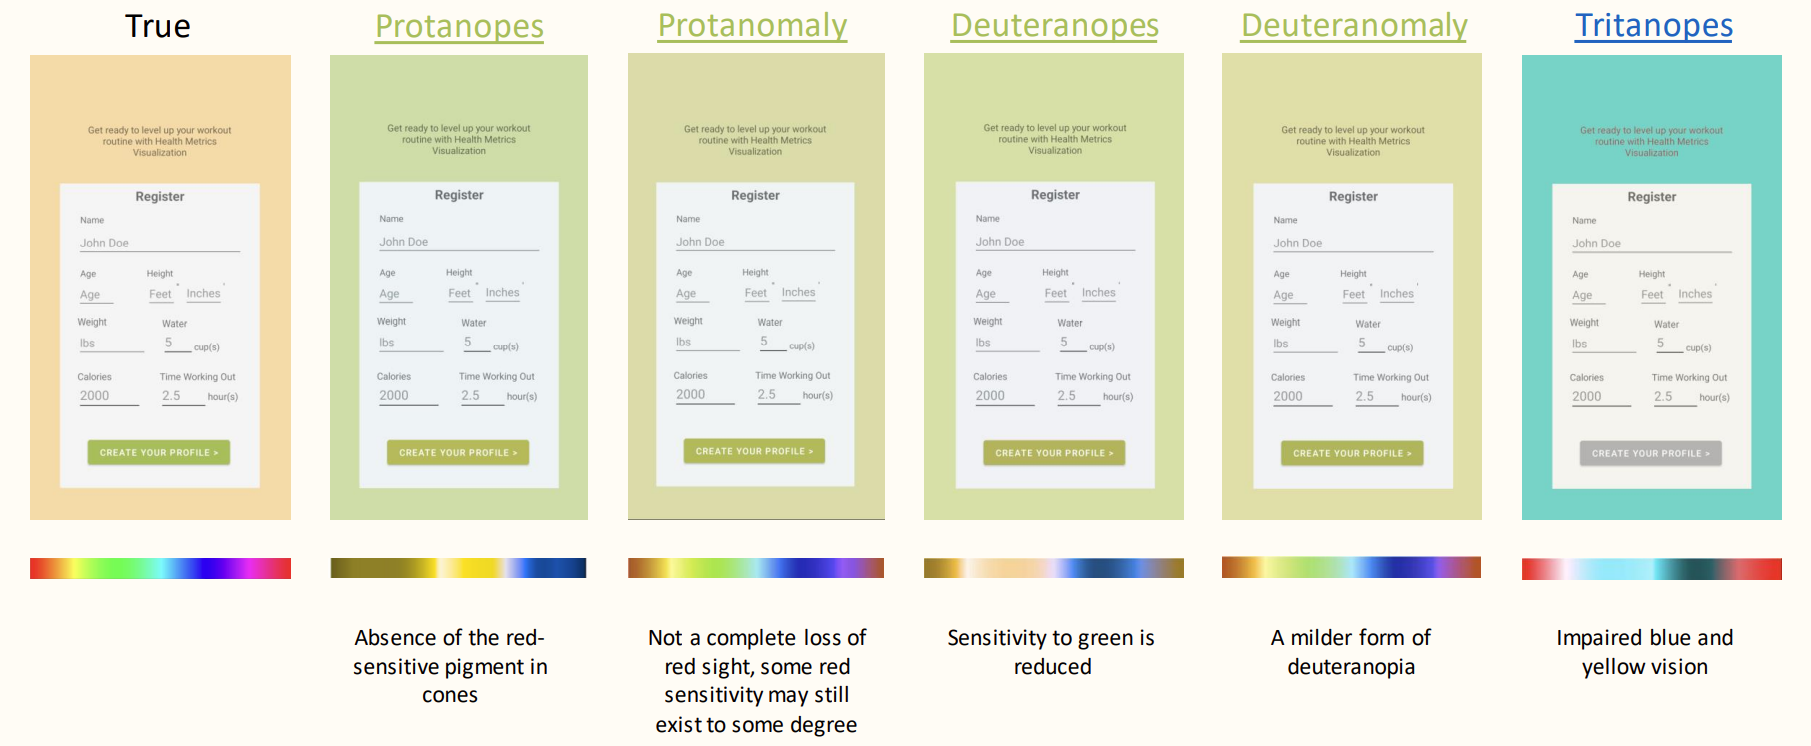 True
Protanopes
Protanomaly
Deuteranopes
Deuteranomaly
Tritanopes
Get ready to level up your workout
routine with Health Metrics
Visualization
Register
Name
John Doe
Age Height
Age Feet " Inches '
Weight Water
lbs 5 cup(s)
Calories Time Working Out
2000 2.5 hour(s)
CREATE YOUR PROFILE >
Get ready to level up your workout
routine with Health Metrics
Visualization
Register
Name
John Doe
Age Height
Age Feet " Inches '
Weight Water
lbs 5 cup(s)
Calories Time Working Out
2000 2.5 hour(s)
CREATE YOUR PROFILE >
Get ready to level up your workout
routine with Health Metrics
Visualization
Register
Name
John Doe
Age Height
Age Feet " Inches '
Weight Water
lbs 5 cup(s)
Calories Time Working Out
2000 2.5 hour(s)
CREATE YOUR PROFILE >
Get ready to level up your workout
routine with Health Metrics
Visualization
Register
Name
John Doe
Age Height
Age Feet " Inches '
Weight Water
lbs 5 cup(s)
Calories Time Working Out
2000 2.5 hour(s)
CREATE YOUR PROFILE >
Get ready to level up your workout
routine with Health Metrics
Visualization
Register
Name
John Doe
Age Height
Age Feet " Inches '
Weight Water
lbs 5 cup(s)
Calories Time Working Out
2000 2.5 hour(s)
CREATE YOUR PROFILE >
Get ready to level up your workout
routine with Health Metrics
Visualization
Register
Name
John Doe
Age Height
Age Feet " Inches '
Weight Water
lbs 5 cup(s)
Calories Time Working Out
2000 2.5 hour(s)
CREATE YOUR PROFILE >
Absence of the red-
sensitive pigment in
cones
Not a complete loss of
red sight, some red
sensitivity may still
exist to some degree
Sensitivity to green is
reduced
A milder form of
deuteranopia
Impaired blue and
yellow vision